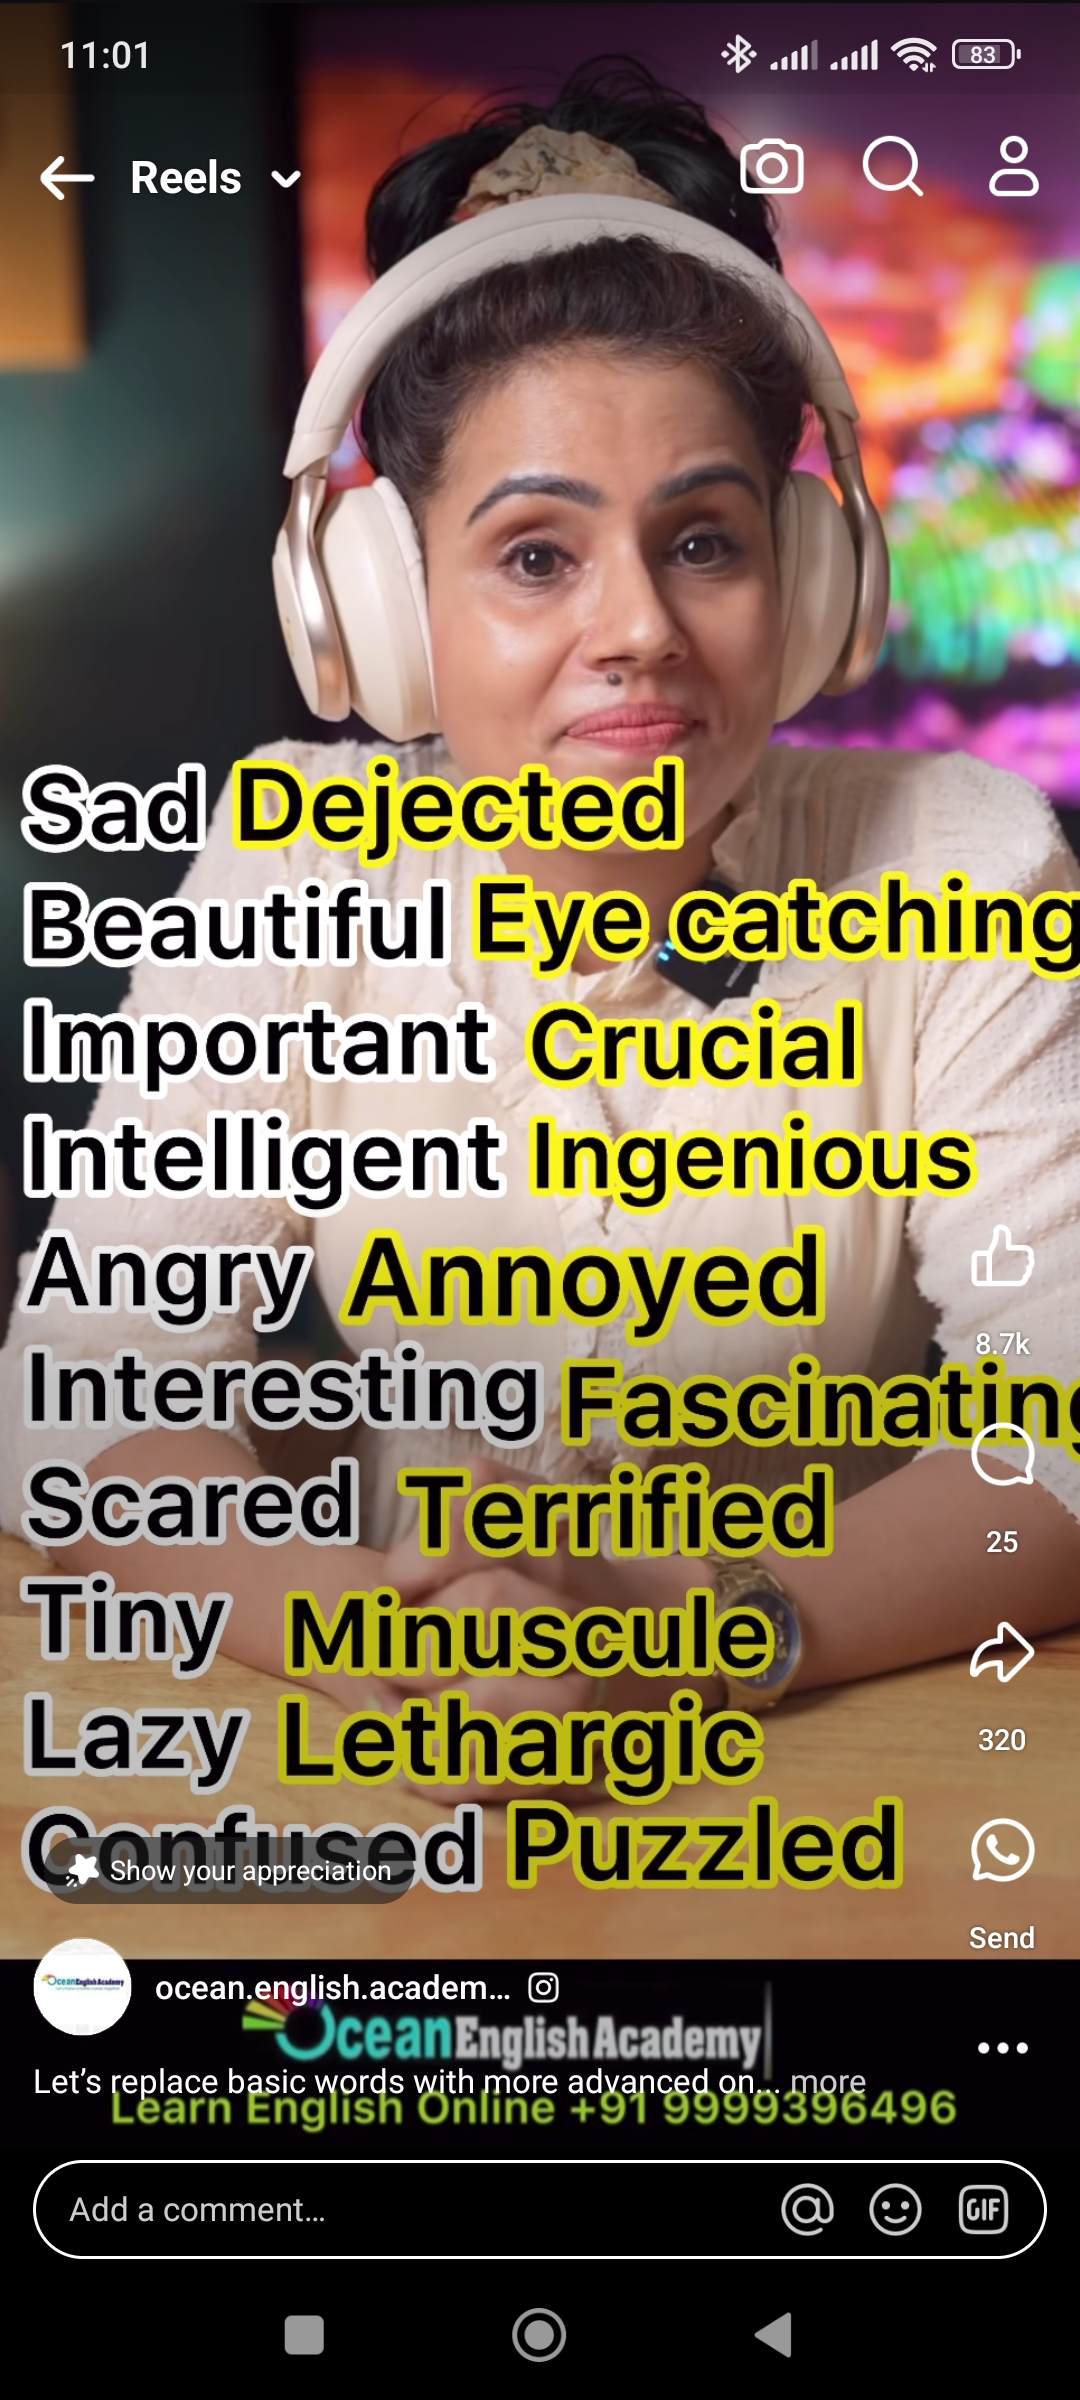 11:01
83
Reels
Sad Dejected
Beautiful Eye catching
Important Crucial
Intelligent Ingenious
Angry Annoyed
Interesting Fascinating
Scared Terrified
Tiny Minuscule
Lazy Lethargic
Confused Puzzled
8.7k
25
320
Send
Show your appreciation
OceanEnglishAcademy
ocean.english.academ...
OceanEnglishAcademy
Let's replace basic words with more advanced on... more
Learn English Online +91 9999396496
Add a comment...
GIF